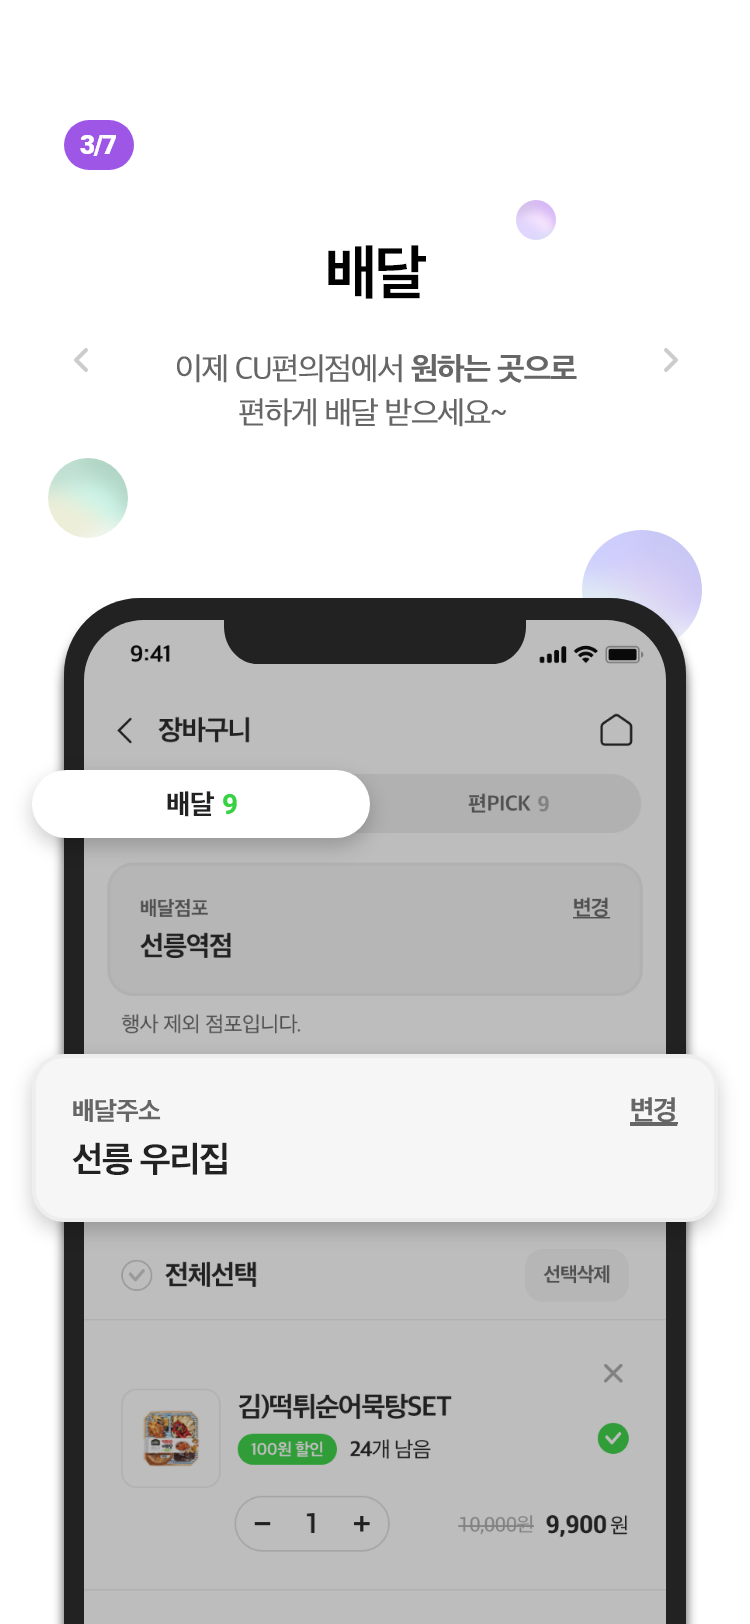 3/7
배달
이제 CU편의점에서 원하는 곳으로
편하게 배달 받으세요~
9:41
장바구니
배달 9
편PICK 9
배달점포
변경
선릉역점
행사 제외 점포입니다.
배달주소
변경
선릉 우리집
전체선택
선택삭제
김)떡튀순어묵탕SET
100원 할인 24개 남음
1
10,000원 9,900원